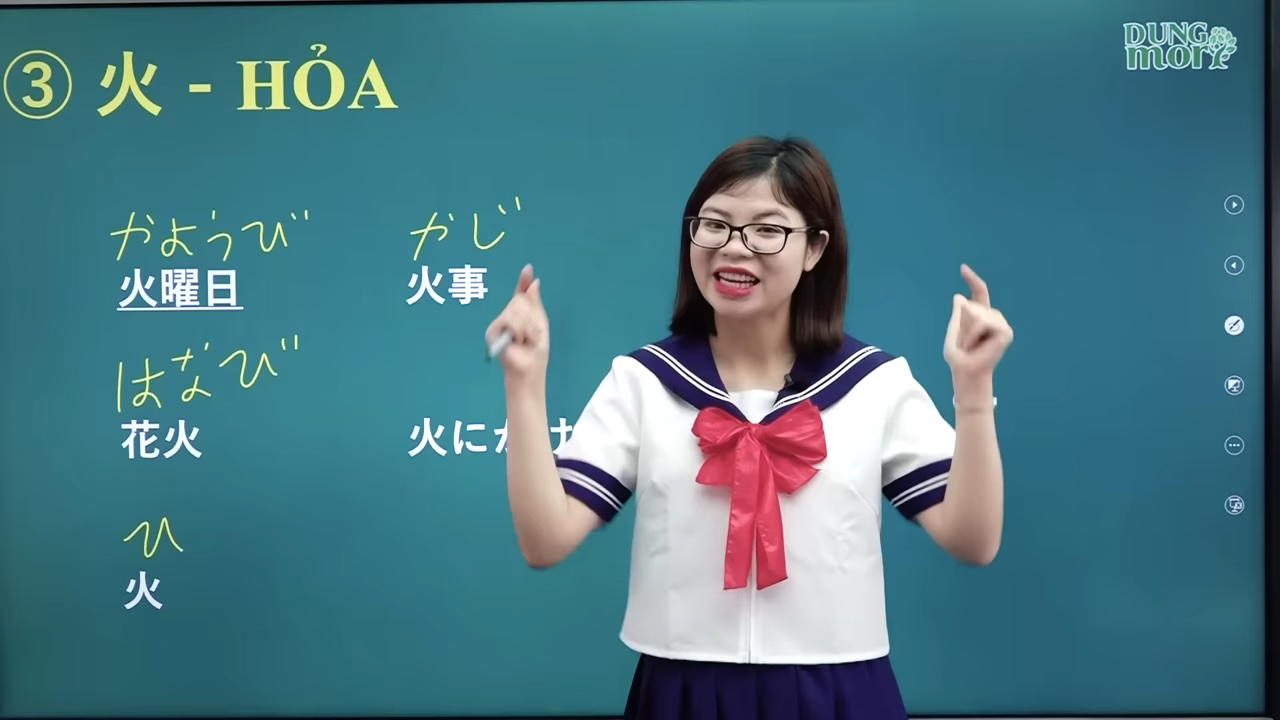 ③ 火 - HỎA
DUNG
mori
かようび
かじ
火曜日
火事
はなび
花火
火に
ひ
火